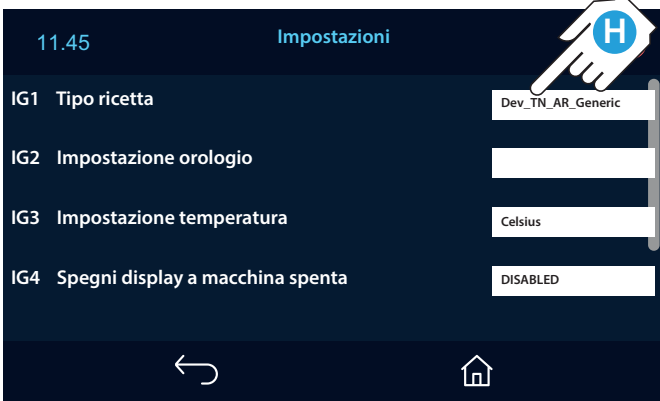 11.45
Impostazioni
H
IG1 Tipo ricetta
Dev_TN_AR_Generic
IG2 Impostazione orologio
IG3 Impostazione temperatura
Celsius
IG4 Spegni display a macchina spenta
DISABLED